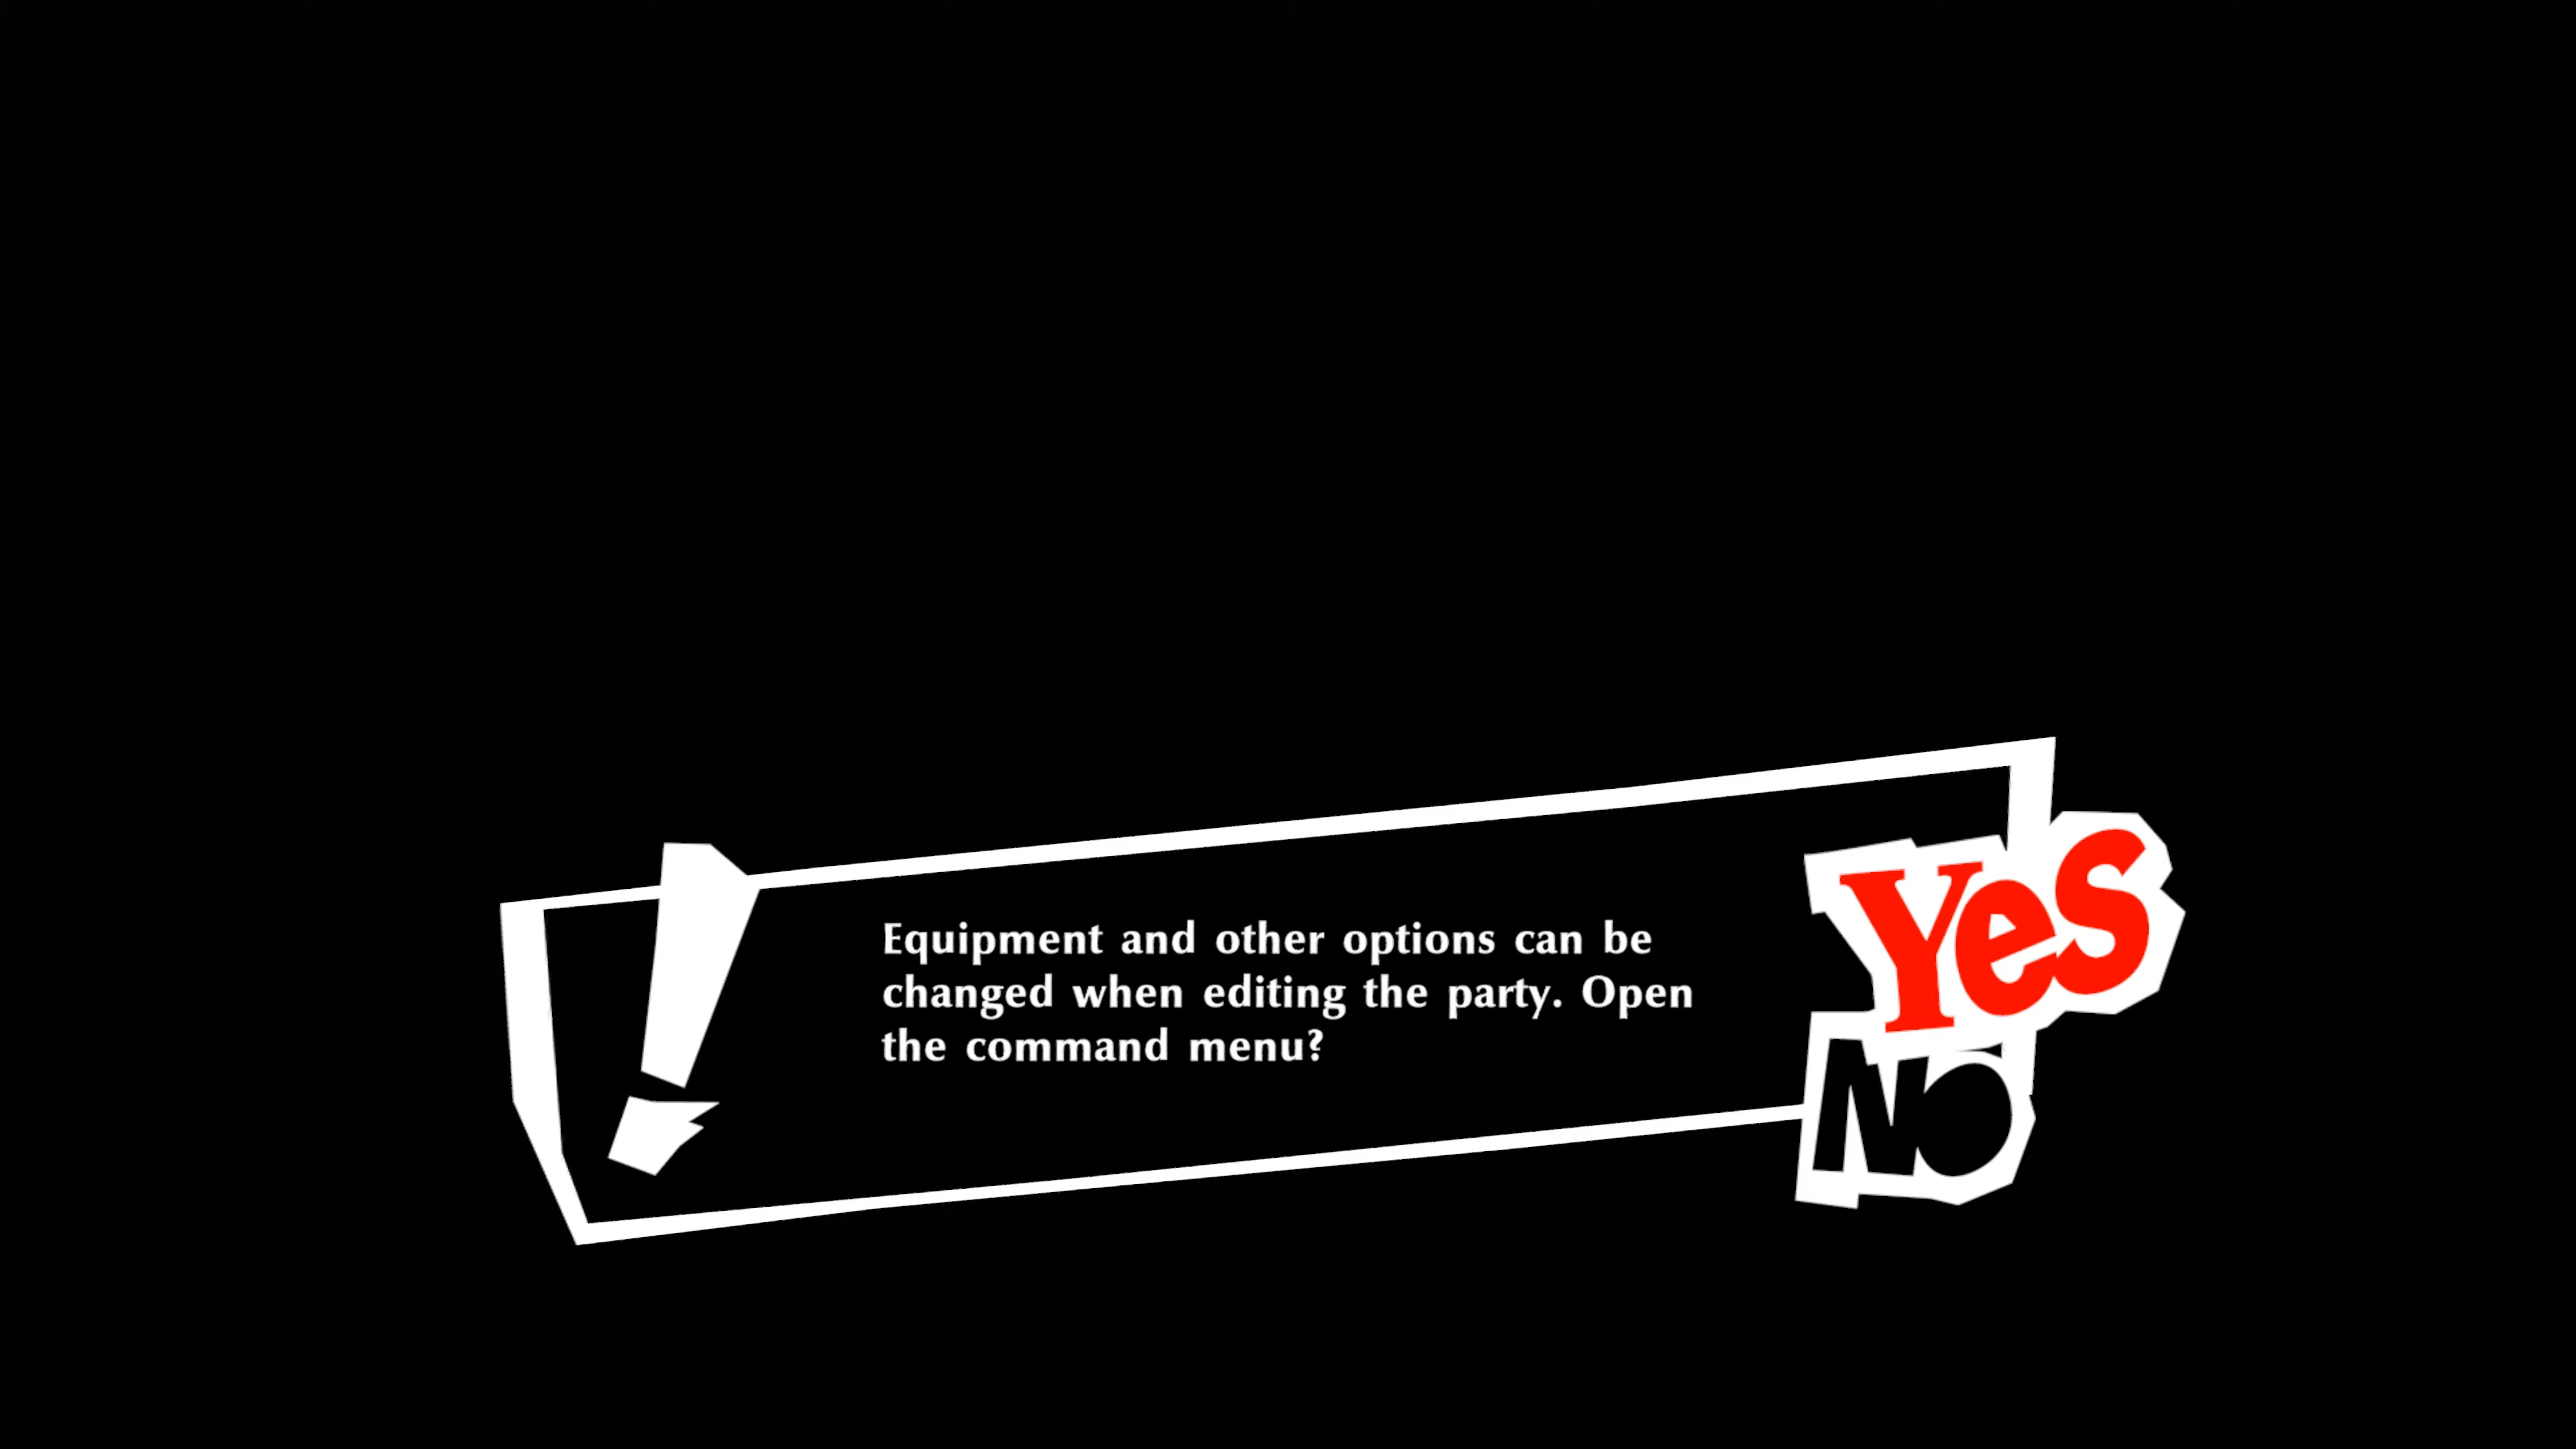 Equipment and other options can be
changed when editing the party. Open
the command menu?
Yes
NO